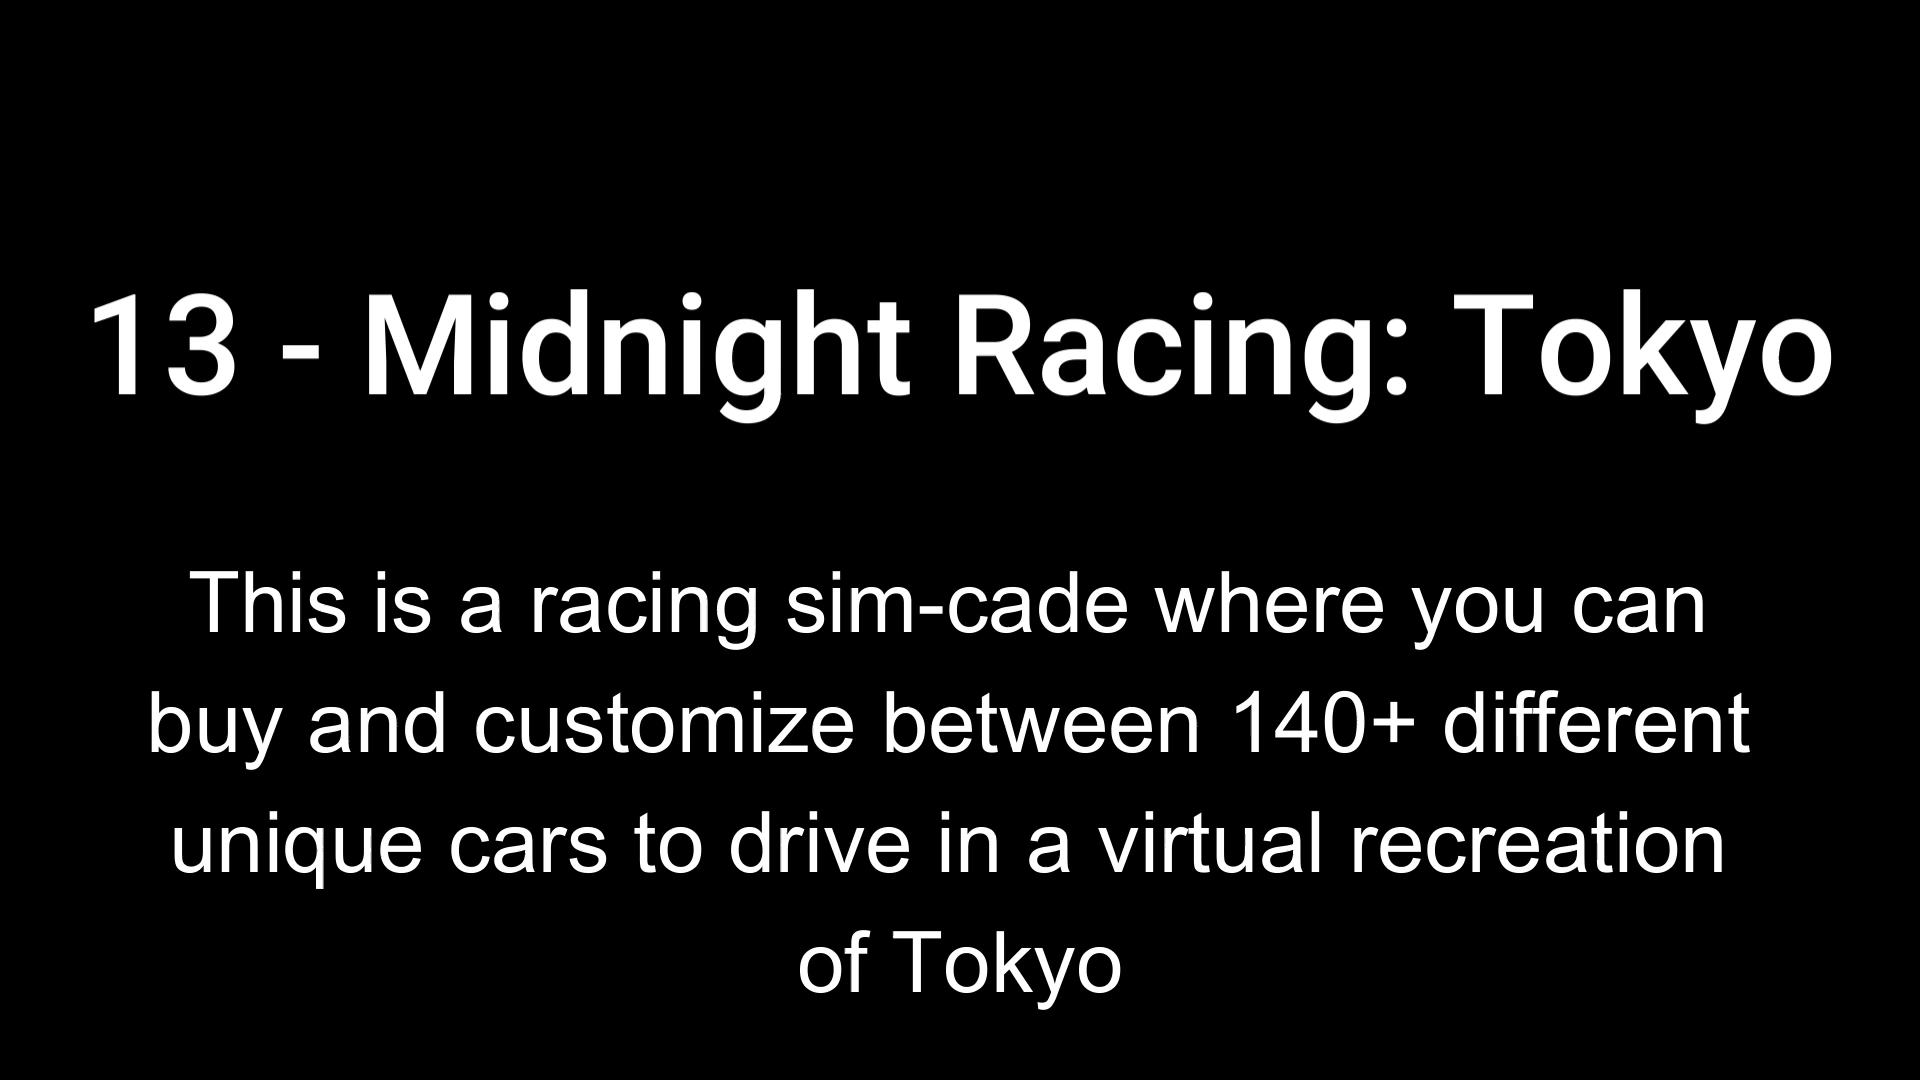 13 - Midnight Racing: Tokyo
This is a racing sim-cade where you can
buy and customize between 140+ different
unique cars to drive in a virtual recreation
of Tokyo